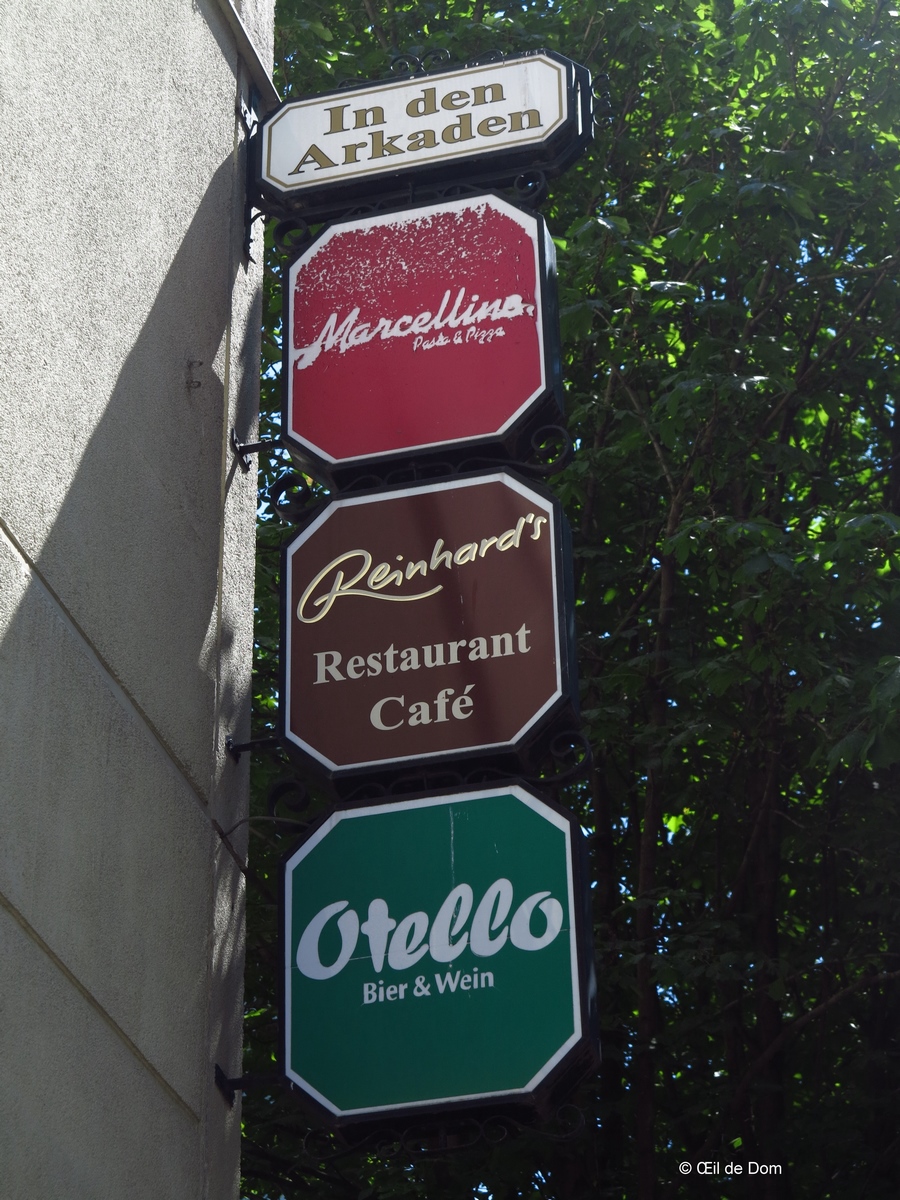 In den
Arkaden
Marcellino
Pasta & Pizza
Reinhard's
Restaurant
Café
Otello
Bier & Wein
© Œil de Dom